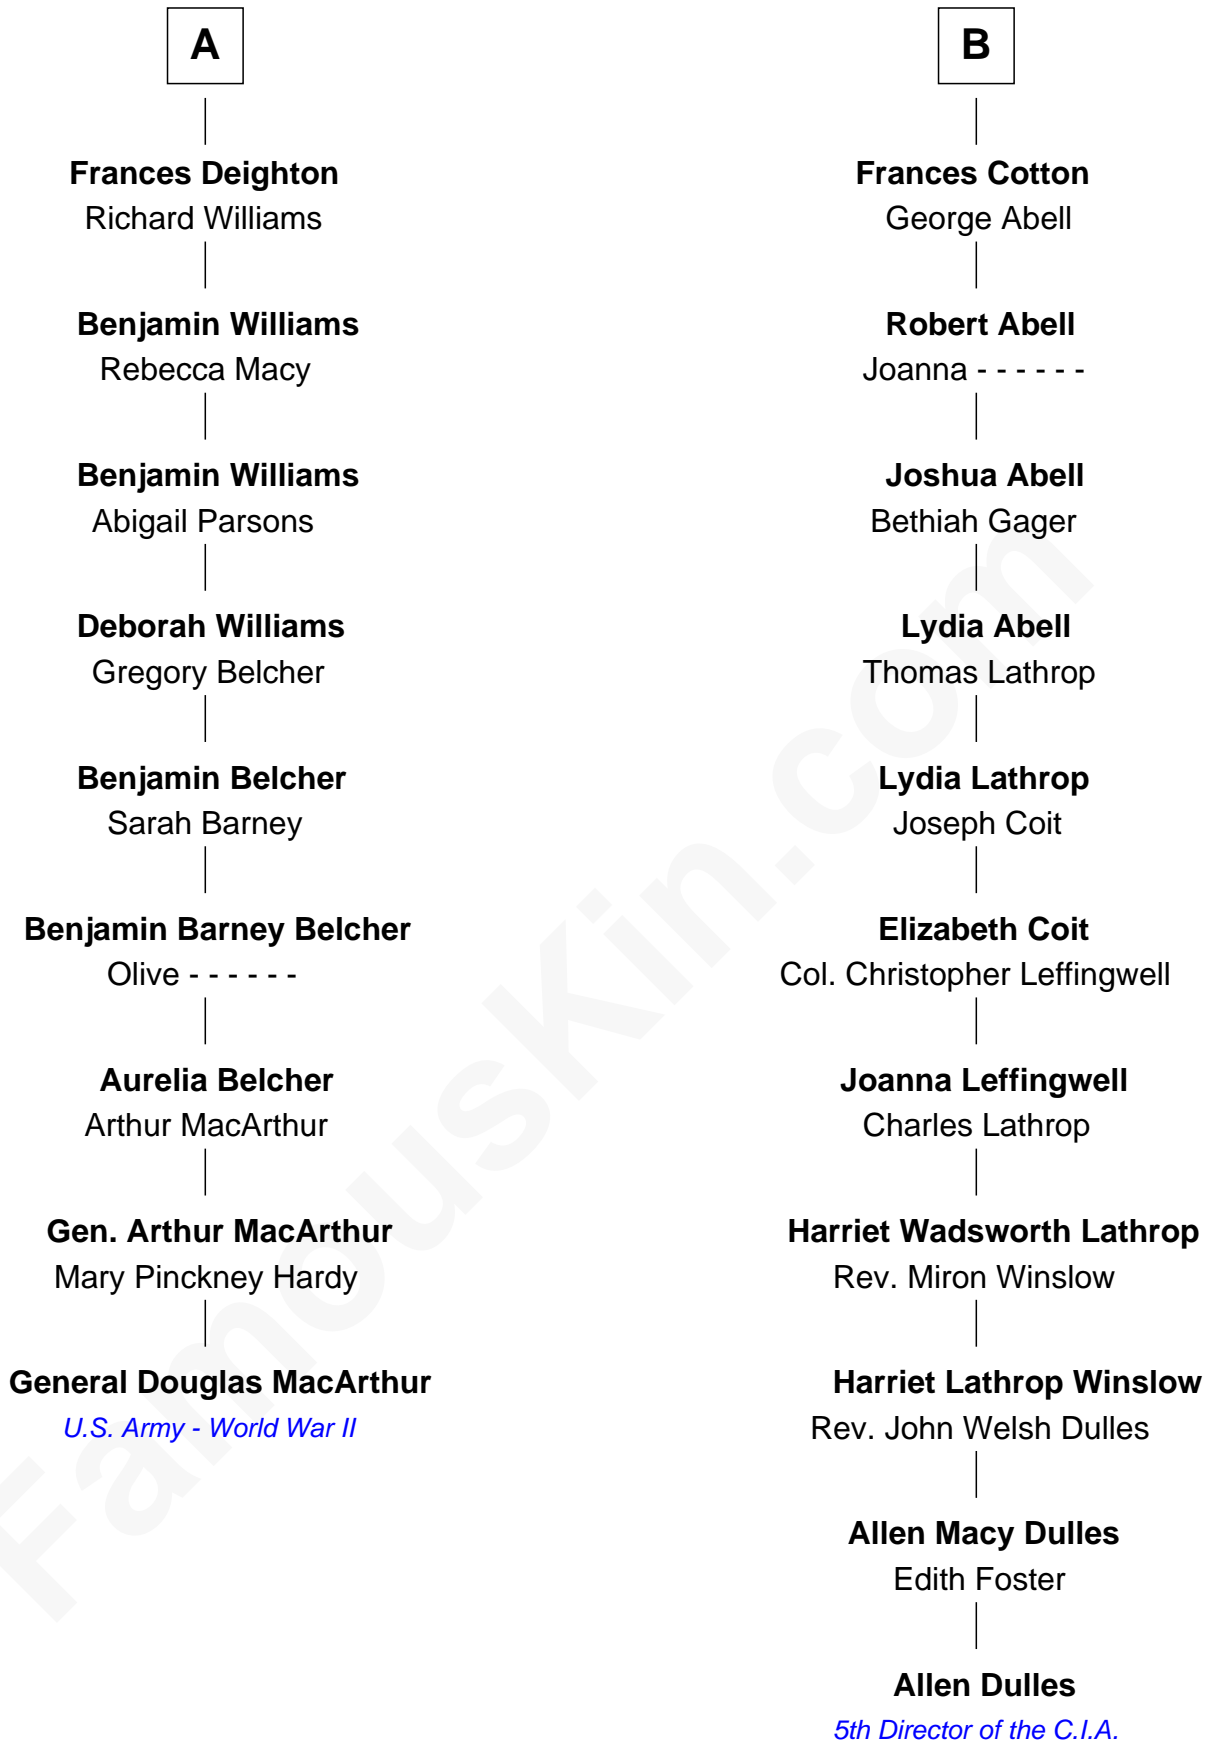 A
Frances Deighton
Richard Williams
Benjamin Williams
Rebecca Macy
Benjamin Williams
Abigail Parsons
Deborah Williams
Gregory Belcher
Benjamin Belcher
Sarah Barney
Benjamin Barney Belcher
Olive - - - - - -
Aurelia Belcher
Arthur MacArthur
Gen. Arthur MacArthur
Mary Pinckney Hardy
General Douglas MacArthur
U.S. Army - World War II
B
Frances Cotton
George Abell
Robert Abell
Joanna - - - - - -
Joshua Abell
Bethiah Gager
Lydia Abell
Thomas Lathrop
Lydia Lathrop
Joseph Coit
Elizabeth Coit
Col. Christopher Leffingwell
Joanna Leffingwell
Charles Lathrop
Harriet Wadsworth Lathrop
Rev. Miron Winslow
Harriet Lathrop Winslow
Rev. John Welsh Dulles
Allen Macy Dulles
Edith Foster
Allen Dulles
5th Director of the C.I.A.
FamousKin.com